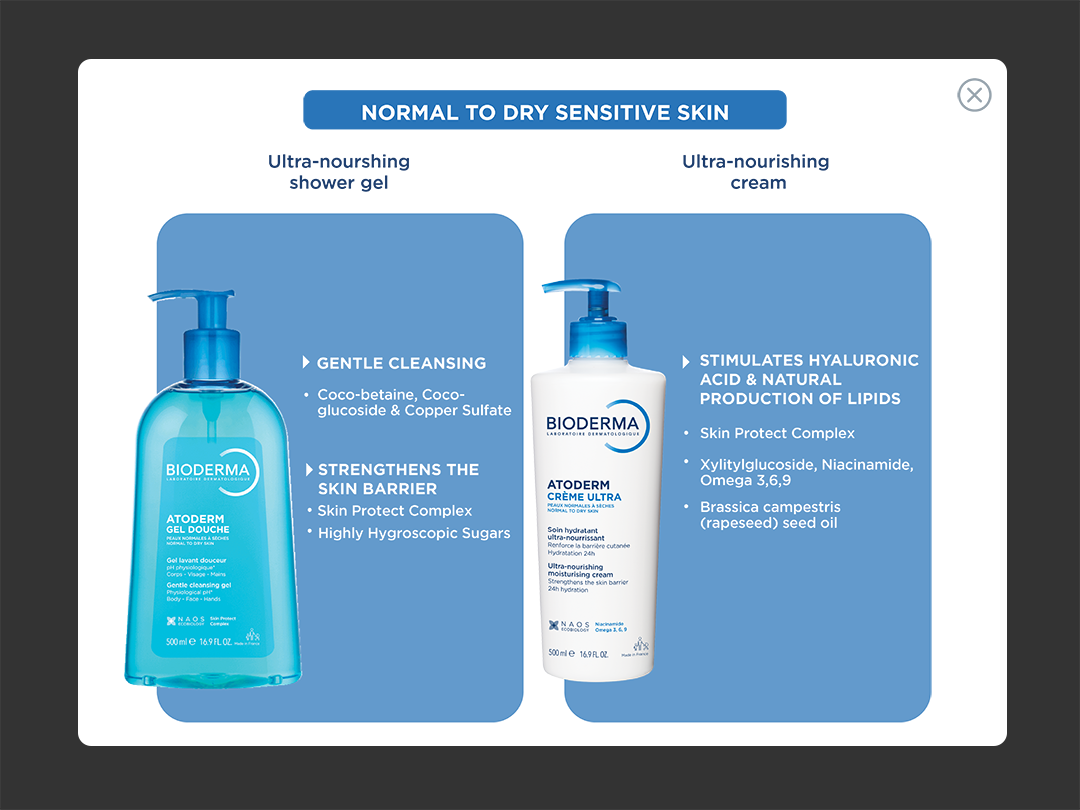 NORMAL TO DRY SENSITIVE SKIN
Ultra-nourshing
shower gel
GENTLE CLEANSING
• Coco-betaine, Coco-
glucoside & Copper Sulfate
STRENGTHENS THE
SKIN BARRIER
• Skin Protect Complex
• Highly Hygroscopic Sugars
BIODERMA
LABORATOIRE DERMATOLOGIQUE
ATODERM
GEL DOUCHE
PEAUX NORMALES À SÈCHES
NORMAL TO DRY SKIN
Gel lavant douceur
pH physiologique*
Corps - Visage - Mains
Gentle cleansing gel
Physiological pH*
Body - Face - Hands
NAOS
ECOBIOLOGY
Skin Protect
Complex
500 ml ℮ 16.9 FL. OZ.
Made in France
Ultra-nourishing
cream
STIMULATES HYALURONIC
ACID & NATURAL
PRODUCTION OF LIPIDS
• Skin Protect Complex
• Xylitylglucoside, Niacinamide,
Omega 3,6,9
• Brassica campestris
(rapeseed) seed oil
BIODERMA
LABORATOIRE DERMATOLOGIQUE
ATODERM
CRÈME ULTRA
PEAUX NORMALES À SÈCHES
NORMAL TO DRY SKIN
Soin hydratant
ultra-nourrissant
Renforce la barrière cutanée
Hydratation 24h
Ultra-nourishing
moisturising cream
Strengthens the skin barrier
24h hydration
NAOS
ECOBIOLOGY
Niacinamide
Omega 3, 6, 9
500 ml ℮ 16.9 FL. OZ.
Made in France